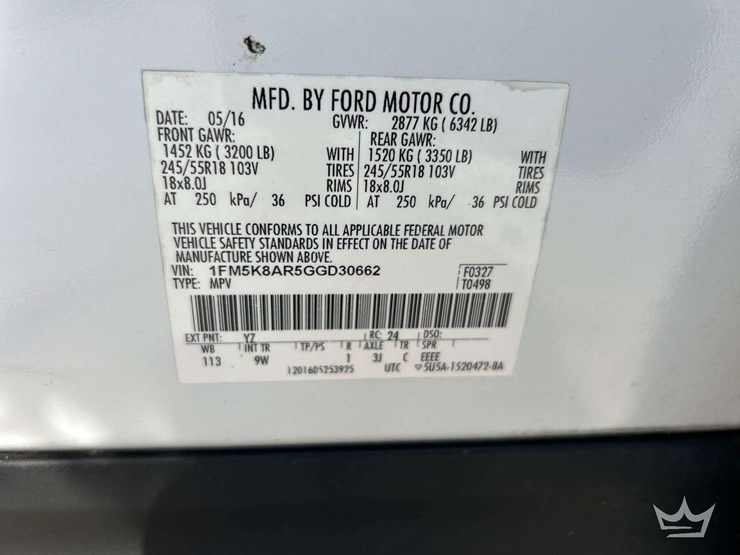 MFD. BY FORD MOTOR CO.
DATE: 05/16 GVWR: 2877 KG ( 6342 LB)
FRONT GAWR: REAR GAWR:
1452 KG ( 3200 LB) WITH 1520 KG ( 3350 LB) WITH
245/55R18 103V TIRES 245/55R18 103V TIRES
18x8.0J RIMS 18x8.0J RIMS
AT 250 kPa/ 36 PSI COLD AT 250 kPa/ 36 PSI COLD
THIS VEHICLE CONFORMS TO ALL APPLICABLE FEDERAL MOTOR
VEHICLE SAFETY STANDARDS IN EFFECT ON THE DATE OF
MANUFACTURE SHOWN ABOVE.
VIN: 1FM5K8AR5GGD30662 F0327
TYPE: MPV T0498
EXT PNT: YZ RC: 24 DSO:
WB INT TR TP/PS R AXLE TR SPR
113 9W 1 3J C EEEE
1201605253925 UTC 5U5A-1520472-BA